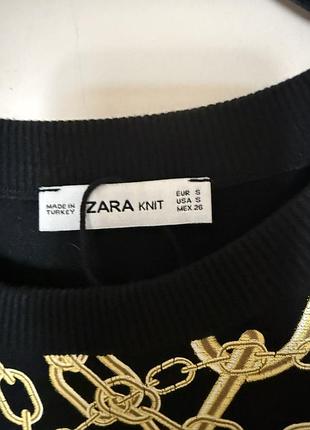 MADE IN
TURKEY
ZARA KNIT
EUR S
USA S
MEX 26